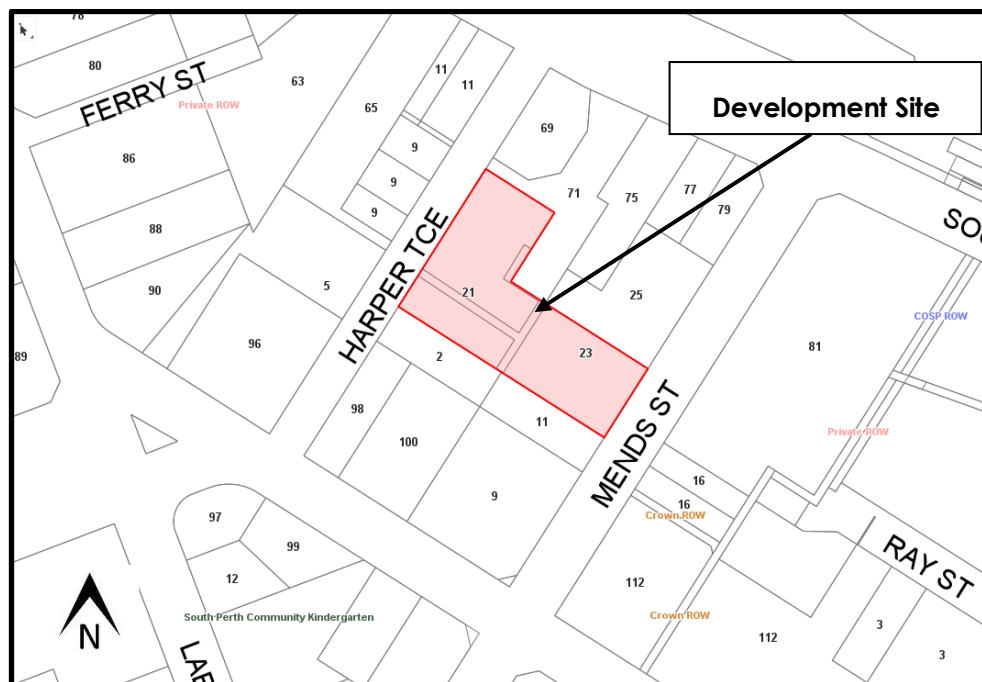 78
80
FERRY ST
Private ROW
63
65
11
11
9
9
9
86
88
90
5
96
89
HARPER TCE
69
71
75
77
79
Development Site
25
21
23
2
98
100
11
9
MENDS ST
81
SOU
COSP ROW
Private ROW
16
16
Crown ROW
112
Crown ROW
112
RAY ST
3
3
97
99
12
South Perth Community Kindergarten
N